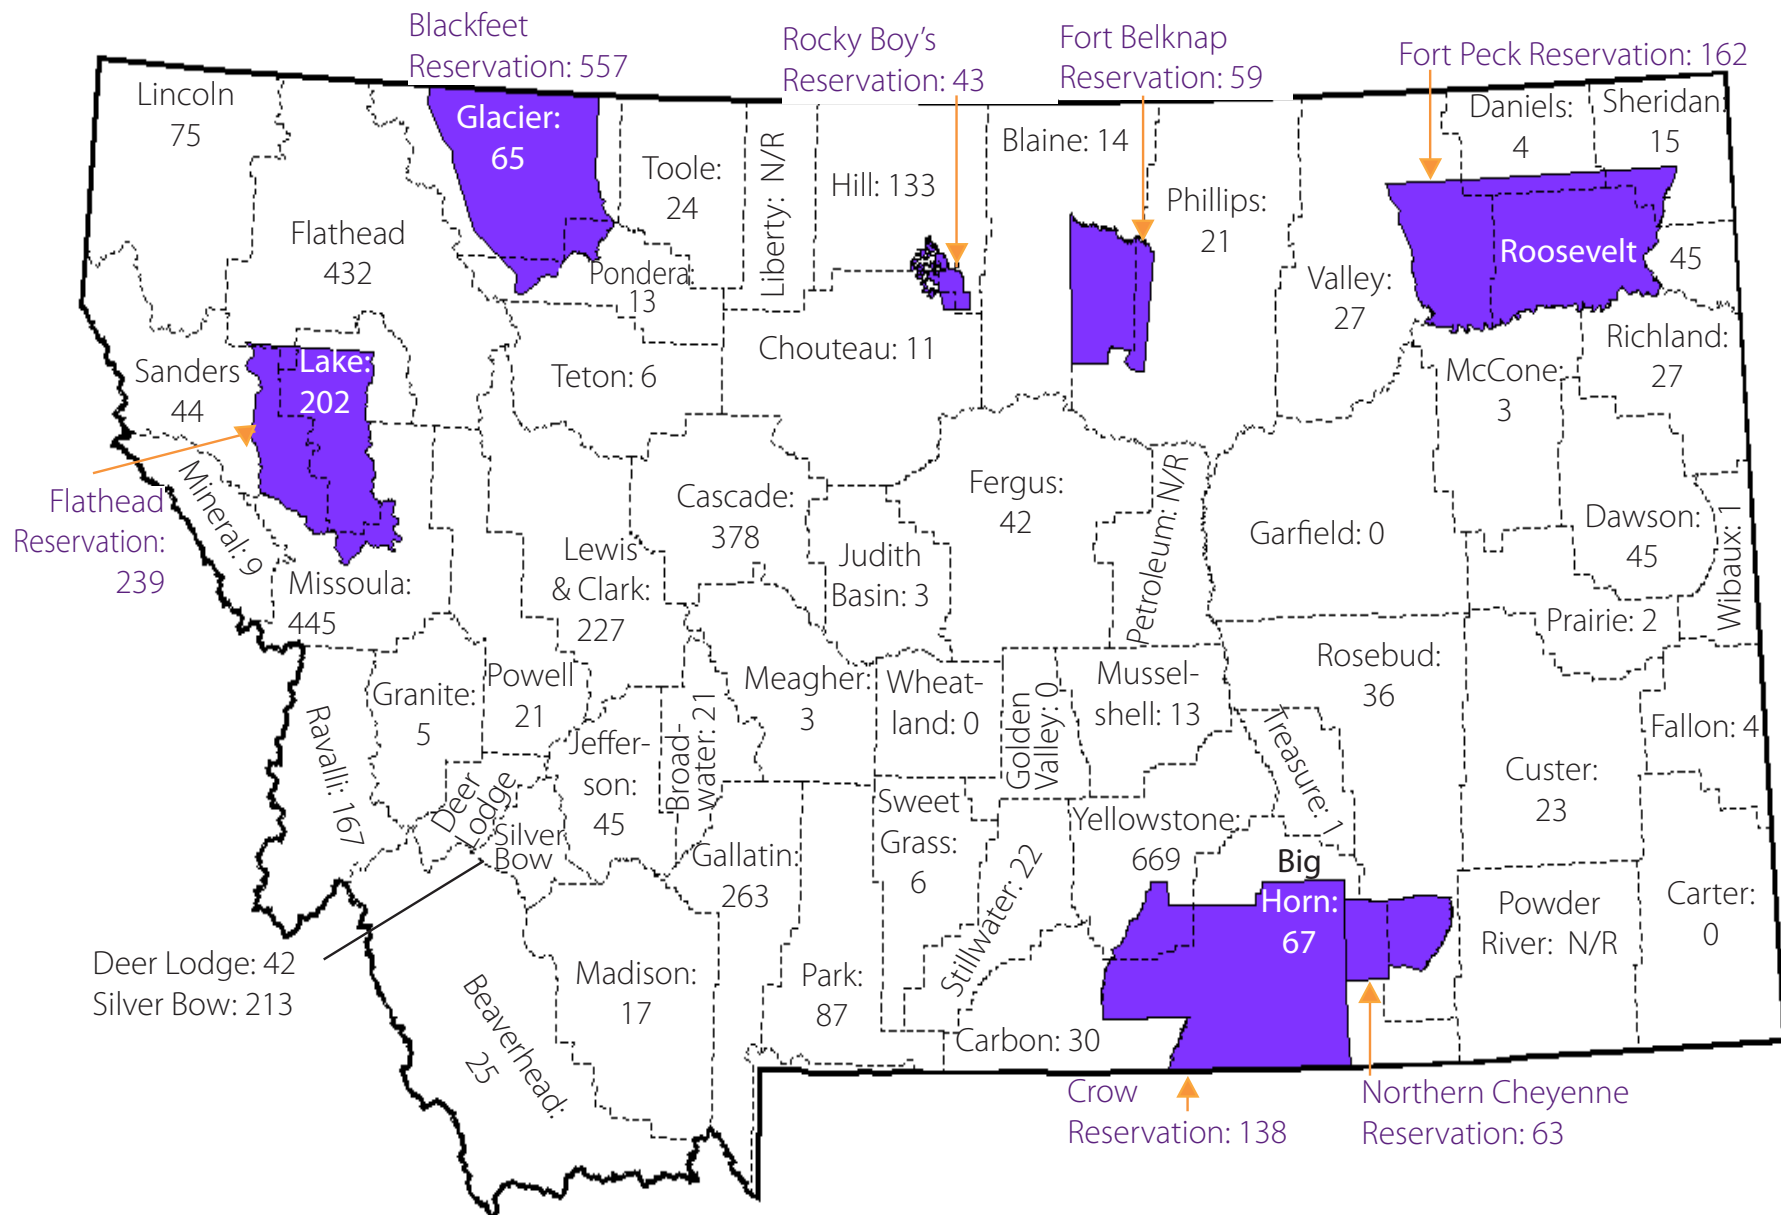 Blackfeet
Reservation: 557
Rocky Boy's
Reservation: 43
Fort Belknap
Reservation: 59
Fort Peck Reservation: 162
Lincoln
75
Glacier:
65
Toole:
24
Liberty: N/R
Hill: 133
Blaine: 14
Phillips:
21
Daniels:
4
Sheridan
15
Flathead
432
Pondera
13
Valley:
27
Roosevelt
45
Sanders
44
Lake:
202
Teton: 6
Chouteau: 11
McCone:
3
Richland:
27
Flathead
Reservation:
239
Mineral: 9
Missoula:
445
Lewis
& Clark:
227
Cascade:
378
Judith
Basin: 3
Fergus:
42
Petroleum: N/R
Garfield: 0
Dawson:
45
Wibaux: 1
Prairie: 2
Ravalli: 167
Granite:
5
Powell
21
Jeffer-
son:
45
Broad-
water: 21
Meagher:
3
Wheat-
land: 0
Golden
Valley: 0
Mussel-
shell: 13
Rosebud:
36
Treasure: 1
Custer:
23
Fallon: 4
Deer
Lodge
Silver
Bow
Gallatin:
263
Sweet
Grass:
6
Stillwater: 22
Yellowstone:
669
Big
Horn:
67
Powder
River: N/R
Carter:
0
Deer Lodge: 42
Silver Bow: 213
Beaverhead:
25
Madison:
17
Park:
87
Carbon: 30
Crow
Reservation: 138
Northern Cheyenne
Reservation: 63